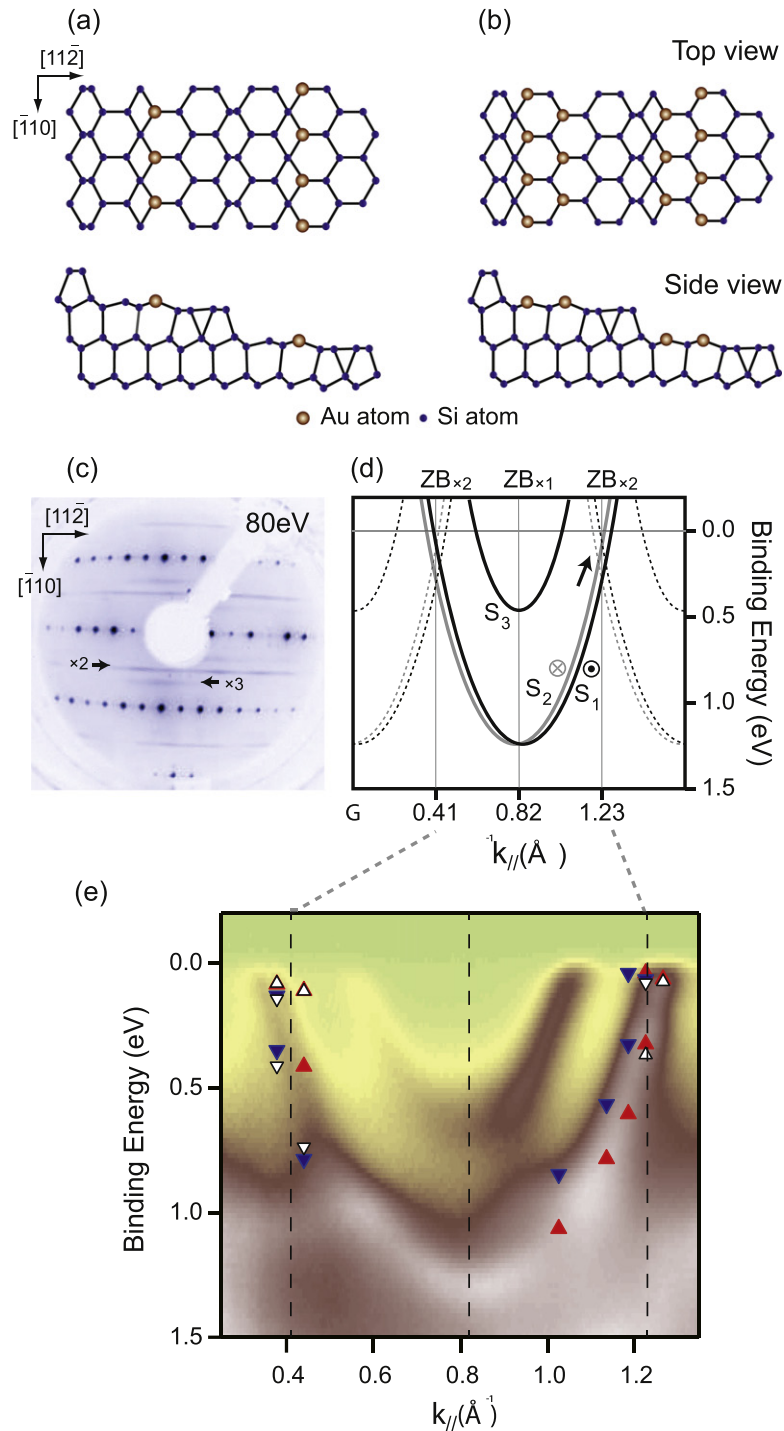 (a)
(b)
Top view
[112̄]
[1̄10]
Side view
Au atom
Si atom
(c)
(d)
80eV
[112̄]
[1̄10]
×2
×3
ZB×2
ZB×1
ZB×2
0.0
0.5
1.0
1.5
Binding Energy (eV)
S3
S2
S1
G
0.41
0.82
1.23
k//(Å-1)
(e)
0.0
0.5
1.0
1.5
Binding Energy (eV)
0.4
0.6
0.8
1.0
1.2
k//(Å-1)